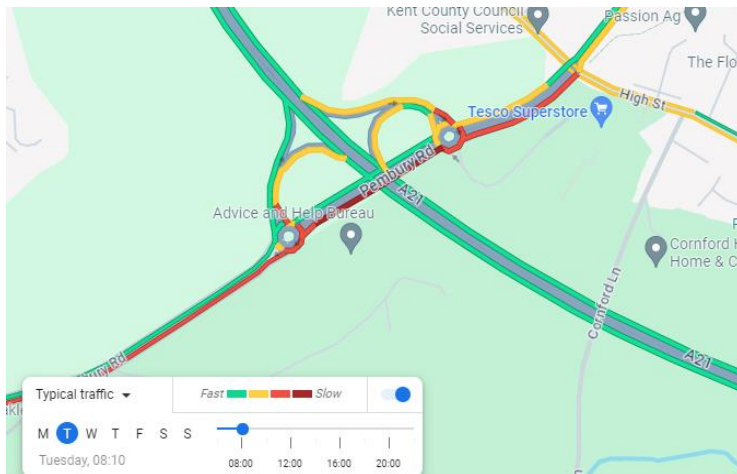 Kent County Council
Social Services
Passion Ag
The Flo
High St
Tesco Superstore
Pembury Rd
A21
Advice and Help Bureau
Cornford H
Home & C
Cornford Ln
A21
bury Rd
Typical traffic
Fast
Slow
M T W T F S S
Tuesday, 08:10
08:00 12:00 16:00 20:00